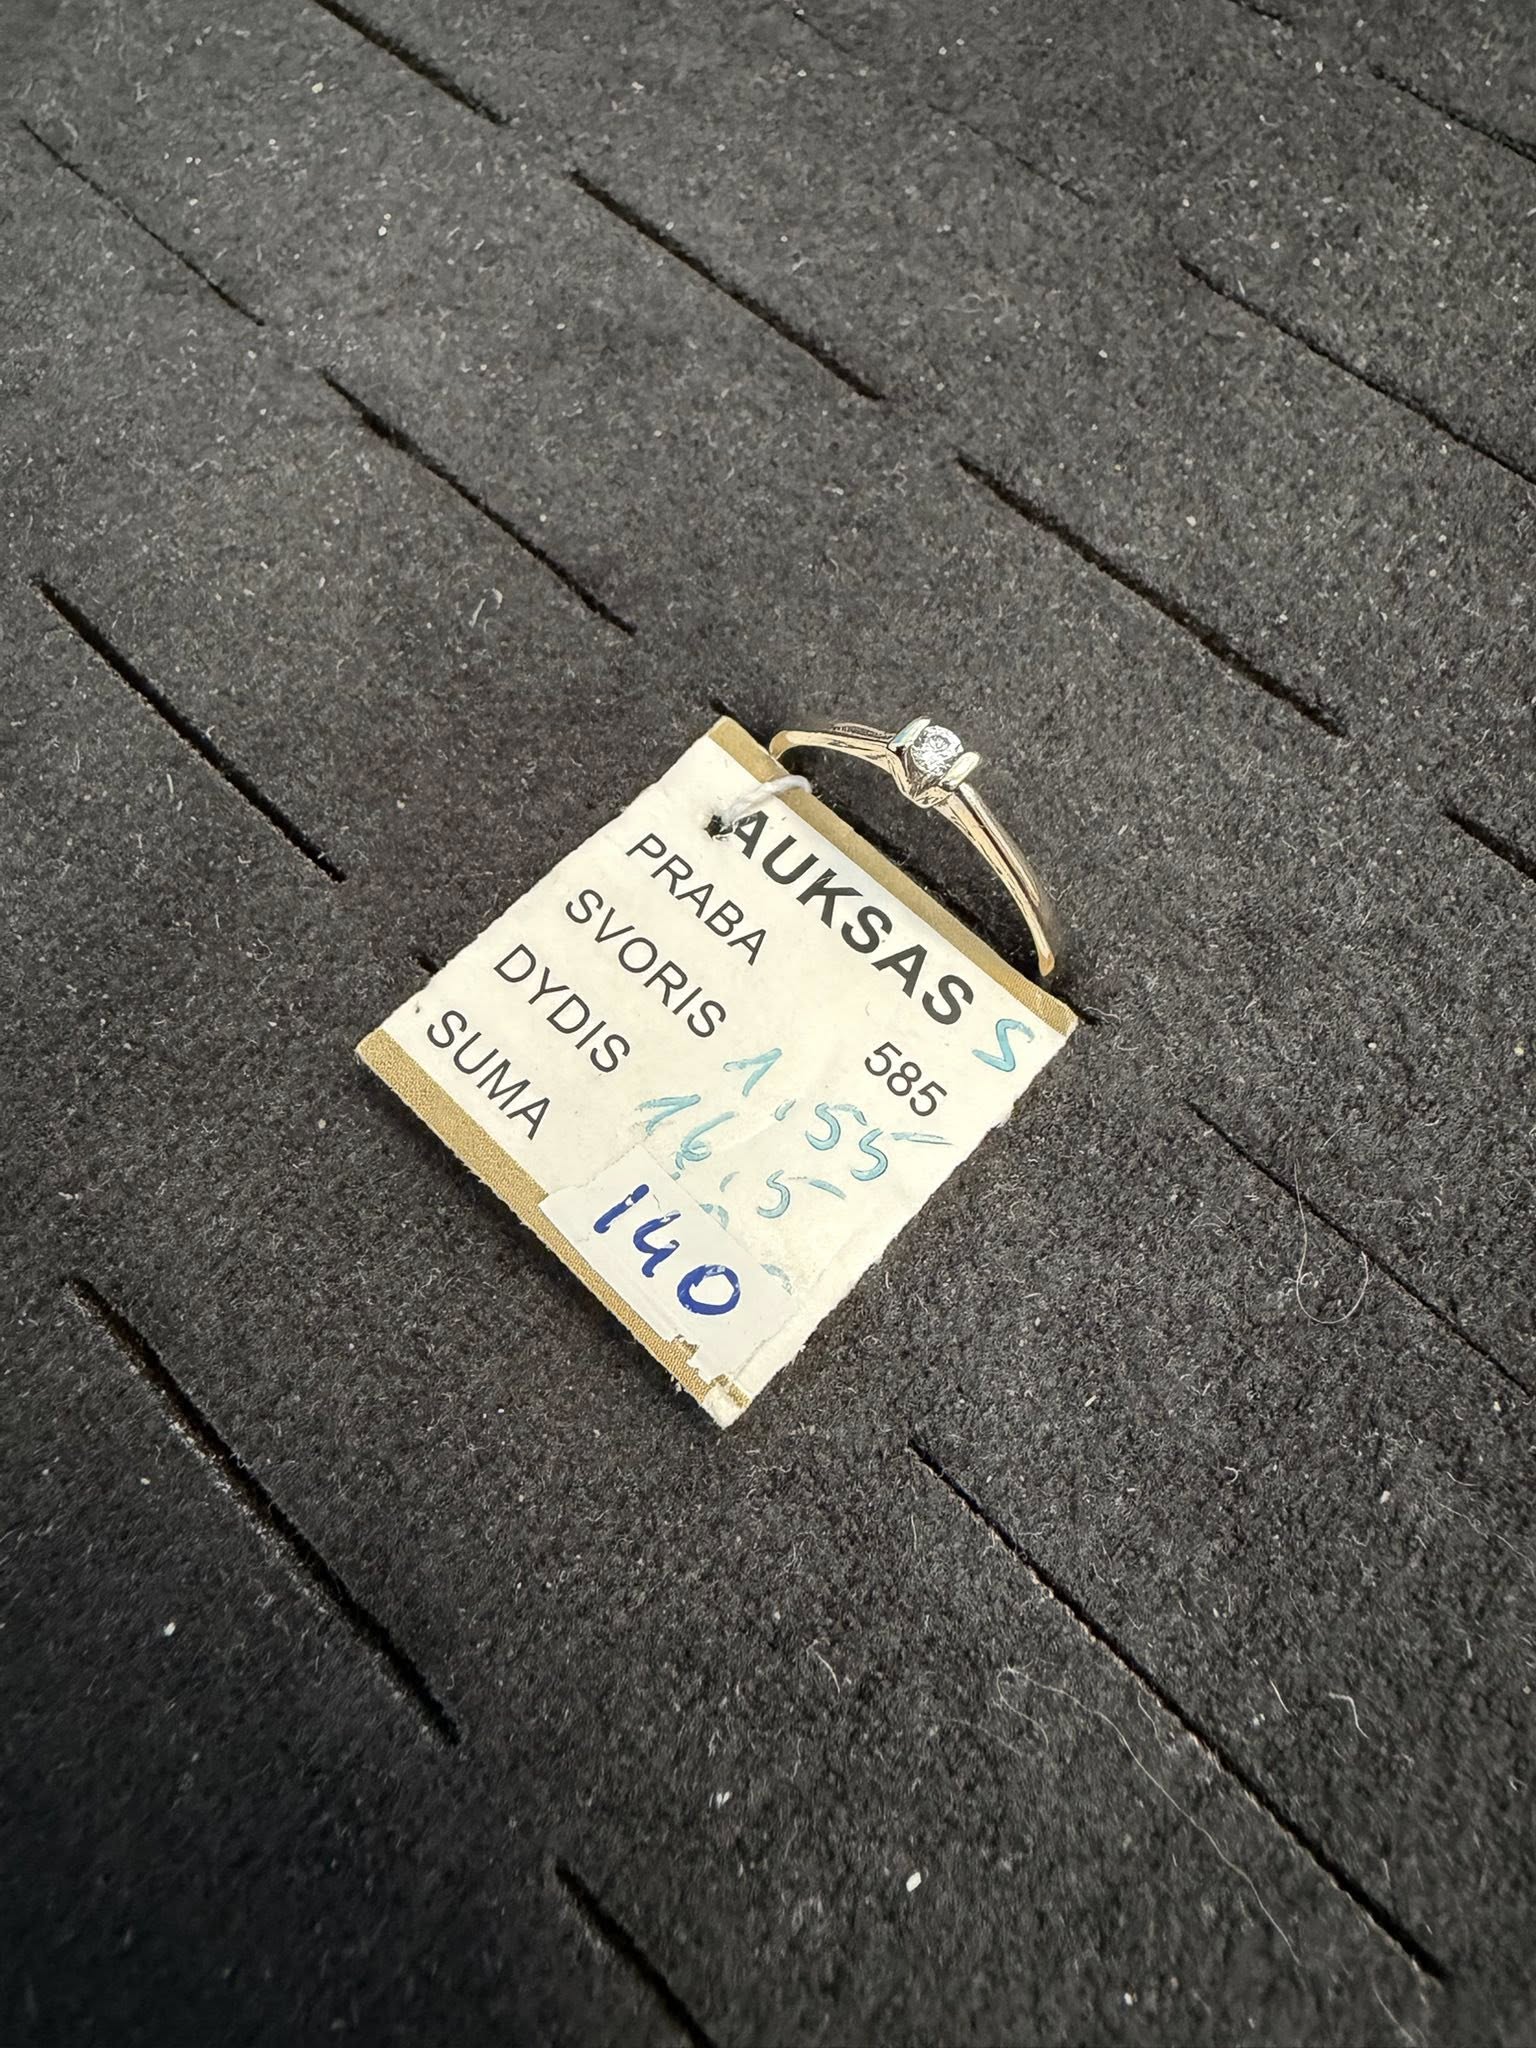 AUKSAS S
PRABA 585
SVORIS 1.55
DYDIS 16.5
SUMA 140